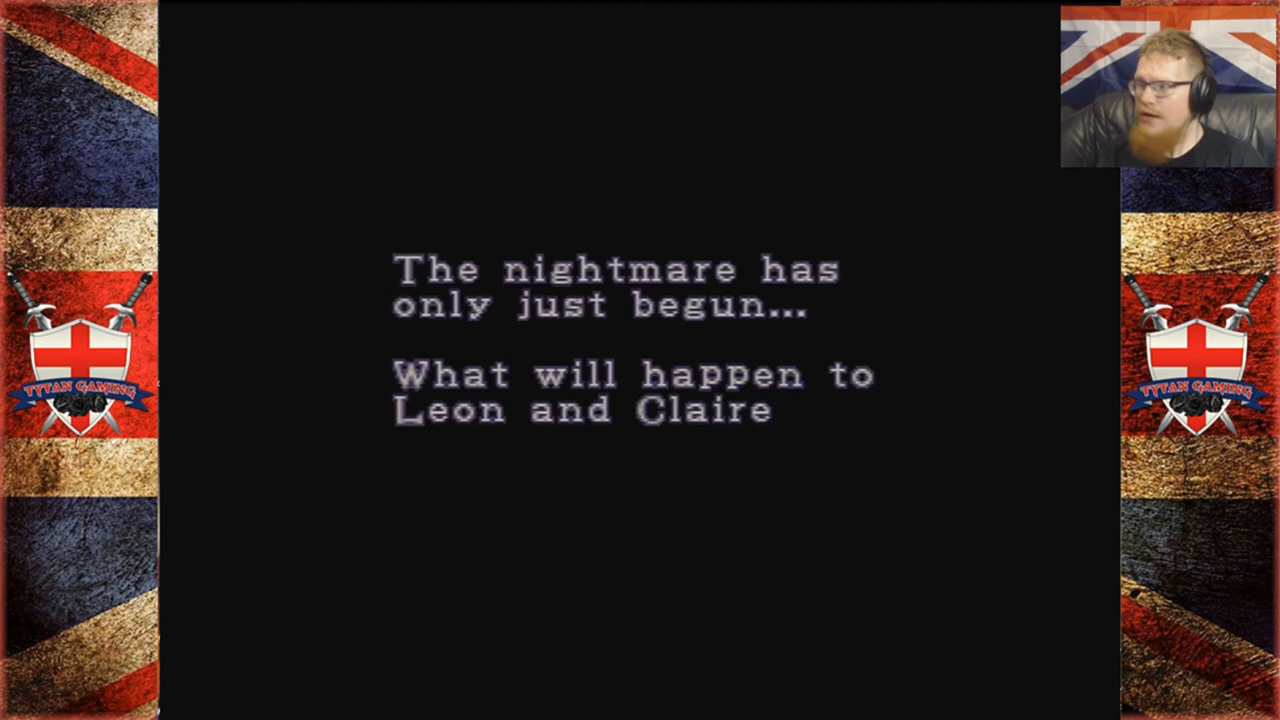 The nightmare has
only just begun...
What will happen to
Leon and Claire
TYTAN GAMING
TYTAN GAMING